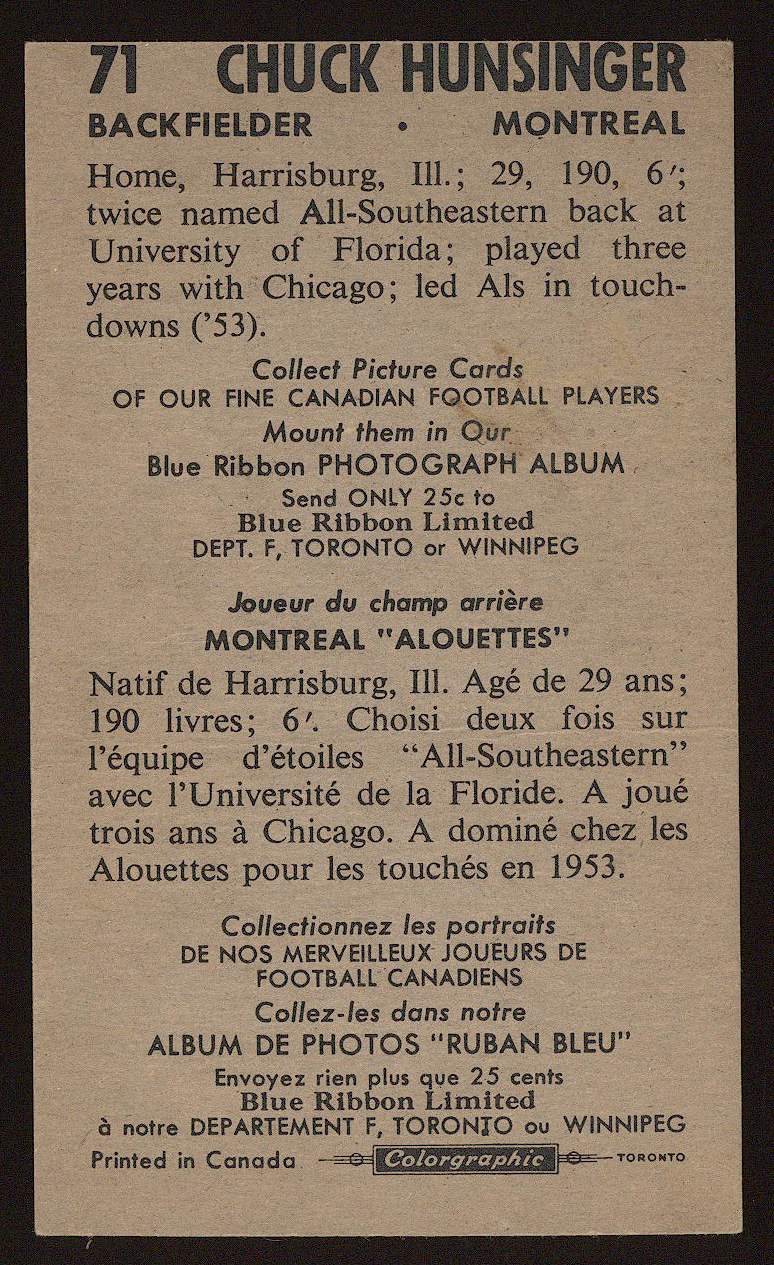 71 CHUCK HUNSINGER
BACKFIELDER • MONTREAL
Home, Harrisburg, Ill.; 29, 190, 6′;
twice named All-Southeastern back at
University of Florida; played three
years with Chicago; led Als in touch-
downs ('53).
Collect Picture Cards
OF OUR FINE CANADIAN FOOTBALL PLAYERS
Mount them in Our
Blue Ribbon PHOTOGRAPH ALBUM
Send ONLY 25c to
Blue Ribbon Limited
DEPT. F, TORONTO or WINNIPEG
Joueur du champ arrière
MONTREAL "ALOUETTES"
Natif de Harrisburg, Ill. Agé de 29 ans;
190 livres; 6′. Choisi deux fois sur
l'équipe d'étoiles "All-Southeastern"
avec l'Université de la Floride. A joué
trois ans à Chicago. A dominé chez les
Alouettes pour les touchés en 1953.
Collectionnez les portraits
DE NOS MERVEILLEUX JOUEURS DE
FOOTBALL CANADIENS
Collez-les dans notre
ALBUM DE PHOTOS "RUBAN BLEU"
Envoyez rien plus que 25 cents
Blue Ribbon Limited
à notre DEPARTEMENT F, TORONTO ou WINNIPEG
Printed in Canada Colorgraphic TORONTO